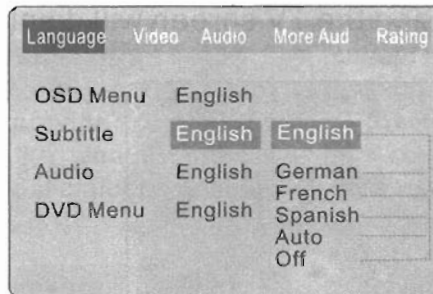 Language Video Audio More Aud Rating
OSD Menu English
Subtitle English English
Audio English German
French
DVD Menu English Spanish
Auto
Off